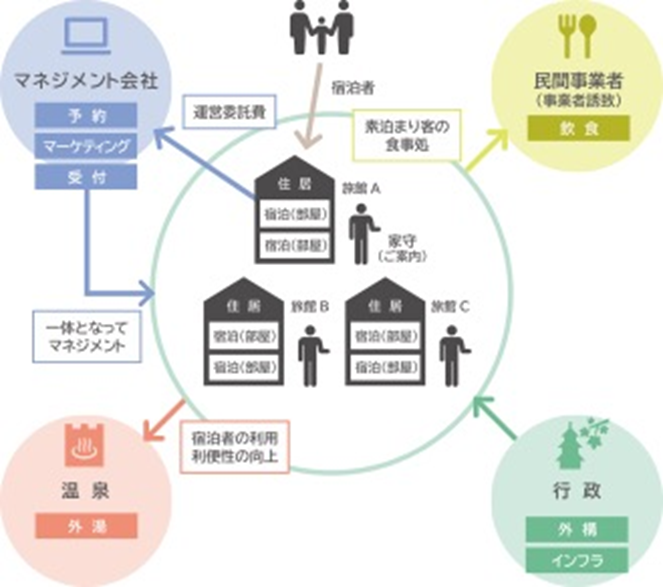 マネジメント会社
予約
マーケティング
受付
運営委託費
宿泊者
素泊まり客の
食事処
民間事業者
(事業者誘致)
飲食
住居
宿泊(部屋)
宿泊(部屋)
旅館A
家守
(ご案内)
住居
宿泊(部屋)
宿泊(部屋)
旅館B
住居
宿泊(部屋)
宿泊(部屋)
旅館C
一体となって
マネジメント
宿泊者の利用
利便性の向上
温泉
外湯
行政
外構
インフラ